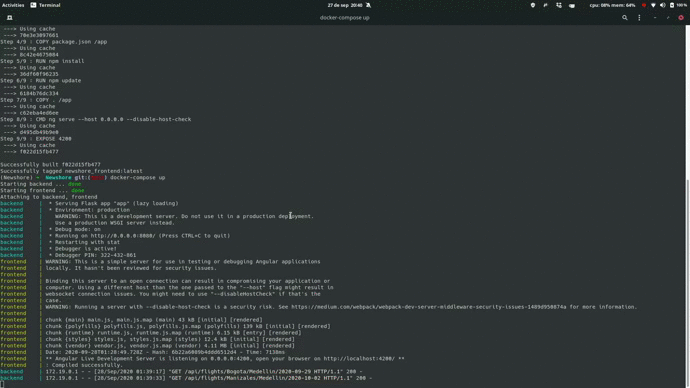 Activities
Terminal
27 de sep 20:45
cpu: 08% mem: 64%
100 %
docker-compose up
---> Using cache
---> 70e3e3097661
Step 4/9 : COPY package.json /app
---> Using cache
---> 8c42e4675084
Step 5/9 : RUN npm install
---> Using cache
---> 36df60f96235
Step 6/9 : RUN npm update
---> Using cache
---> 6184b76dc334
Step 7/9 : COPY . /app
---> Using cache
---> c62eba4ed6ee
Step 8/9 : CMD ng serve --host 0.0.0.0 --disable-host-check
---> Using cache
---> d495db49b9e0
Step 9/9 : EXPOSE 4200
---> Using cache
---> f022d15fb477
Successfully built f022d15fb477
Successfully tagged newshore_frontend:latest
(Newshore) → Newshore git:( ) docker-compose up
Starting backend ... done
Starting frontend ... done
Attaching to backend, frontend
backend | * Serving Flask app "app" (lazy loading)
backend | * Environment: production
backend | WARNING: This is a development server. Do not use it in a production deployment.
backend | Use a production WSGI server instead.
backend | * Debug mode: on
backend | * Running on http://0.0.0.0:8080/ (Press CTRL+C to quit)
backend | * Restarting with stat
backend | * Debugger is active!
backend | * Debugger PIN: 322-432-861
frontend | WARNING: This is a simple server for use in testing or debugging Angular applications
frontend | locally. It hasn't been reviewed for security issues.
frontend |
frontend | Binding this server to an open connection can result in compromising your application or
frontend | computer. Using a different host than the one passed to the "--host" flag might result in
frontend | websocket connection issues. You might need to use "--disableHostCheck" if that's the
frontend | case.
frontend | WARNING: Running a server with --disable-host-check is a security risk. See https://medium.com/webpack/webpack-dev-server-middleware-security-issues-1489d950874a for more information.
frontend |
frontend | chunk {main} main.js, main.js.map (main) 43 kB [initial] [rendered]
frontend | chunk {polyfills} polyfills.js, polyfills.js.map (polyfills) 139 kB [initial] [rendered]
frontend | chunk {runtime} runtime.js, runtime.js.map (runtime) 6.15 kB [entry] [rendered]
frontend | chunk {styles} styles.js, styles.js.map (styles) 12.4 kB [initial] [rendered]
frontend | chunk {vendor} vendor.js, vendor.js.map (vendor) 4.11 MB [initial] [rendered]
frontend | Date: 2020-09-28T01:20:49.728Z - Hash: 6b22a6089b4ddd6512d4 - Time: 7138ms
frontend | ** Angular Live Development Server is listening on 0.0.0.0:4200, open your browser on http://localhost:4200/ **
frontend | : Compiled successfully.
backend | 172.19.0.1 - - [28/Sep/2020 01:39:17] "GET /api/flights/Bogota/Medellin/2020-09-29 HTTP/1.1" 200 -
backend | 172.19.0.1 - - [28/Sep/2020 01:39:33] "GET /api/flights/Manizales/Medellin/2020-10-02 HTTP/1.1" 200 -